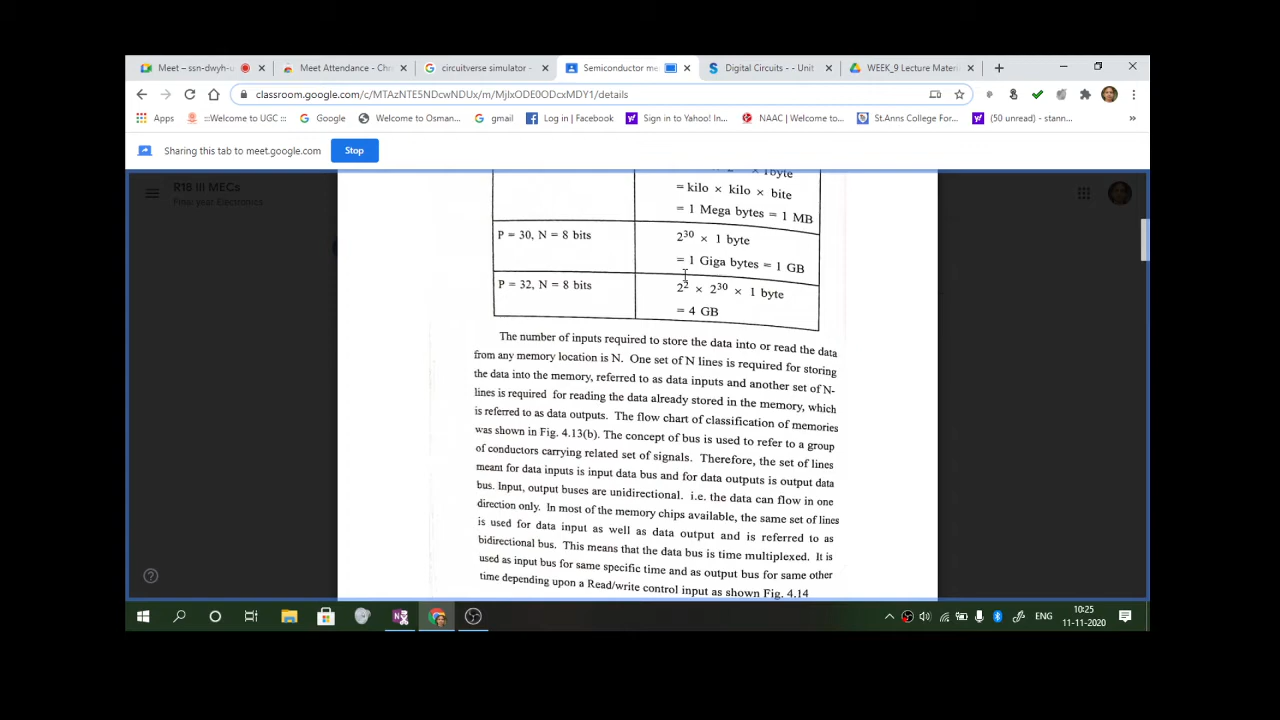 Meet – ssn-dwyh-u
Meet Attendance - Chr
circuitverse simulator -
Semiconductor me
Digital Circuits - - Unit
WEEK_9 Lecture Mater
classroom.google.com/c/MTAzNTE5NDcwNDUx/m/MjIxODE0ODcxMDY1/details
Apps
:::Welcome to UGC :::
Google
Welcome to Osman...
gmail
Log in | Facebook
Sign in to Yahoo! In...
NAAC | Welcome to...
St.Anns College For...
(50 unread) - stann...
»
Sharing this tab to meet.google.com
Stop
R18 III MECs
Final year Electronics
= kilo × kilo × bite
= 1 Mega bytes = 1 MB
P = 30, N = 8 bits
2³⁰ × 1 byte
= 1 Giga bytes = 1 GB
P = 32, N = 8 bits
2² × 2³⁰ × 1 byte
= 4 GB
The number of inputs required to store the data into or read the data
from any memory location is N. One set of N lines is required for storing
the data into the memory, referred to as data inputs and another set of N-
lines is required for reading the data already stored in the memory, which
is referred to as data outputs. The flow chart of classification of memories
was shown in Fig. 4.13(b). The concept of bus is used to refer to a group
of conductors carrying related set of signals. Therefore, the set of lines
meant for data inputs is input data bus and for data outputs is output data
bus. Input, output buses are unidirectional. i.e. the data can flow in one
direction only. In most of the memory chips available, the same set of lines
is used for data input as well as data output and is referred to as
bidirectional bus. This means that the data bus is time multiplexed. It is
used as input bus for same specific time and as output bus for same other
time depending upon a Read/write control input as shown Fig. 4.14
ENG
10:25
11-11-2020